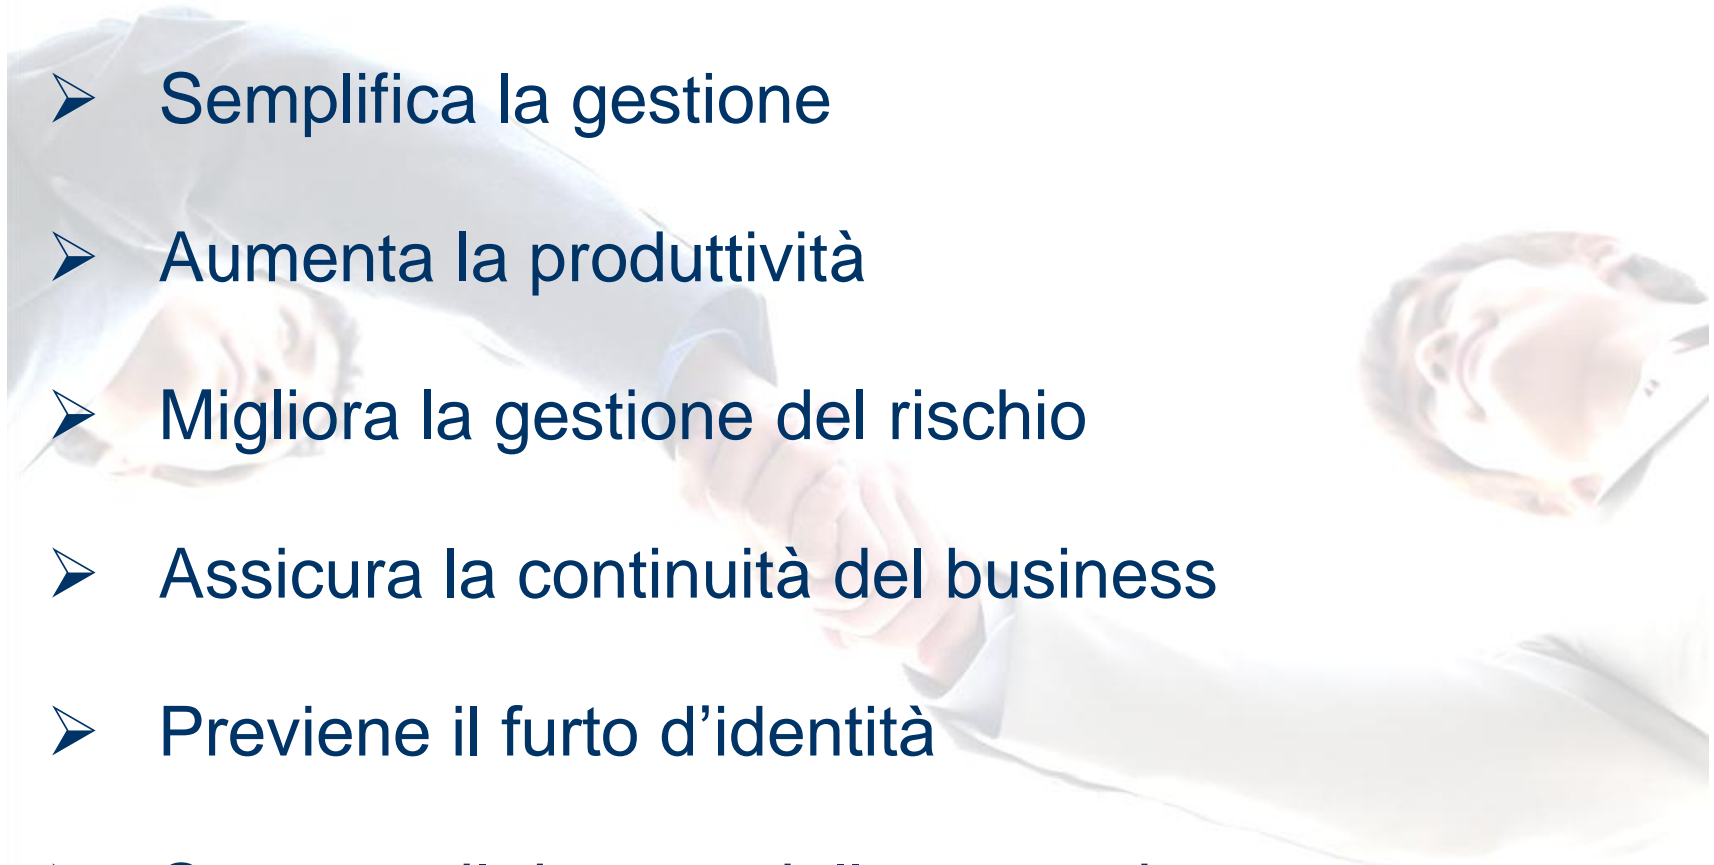 ➢ Semplifica la gestione
➢ Aumenta la produttività
➢ Migliora la gestione del rischio
➢ Assicura la continuità del business
➢ Previene il furto d’identità